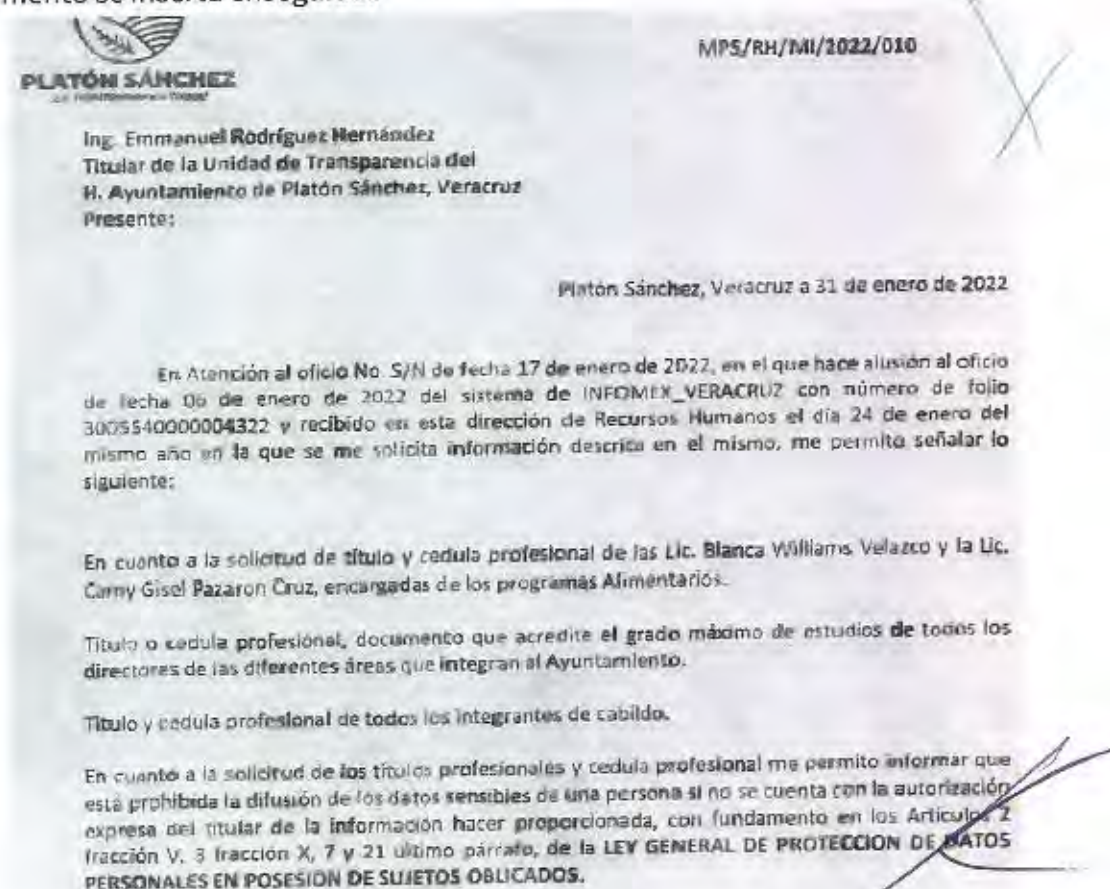 MPS/RH/MI/2022/010
PLATÓN SÁNCHEZ
Ing. Emmanuel Rodríguez Hernández
Titular de la Unidad de Transparencia del
H. Ayuntamiento de Platón Sánchez, Veracruz
Presente:
Platón Sánchez, Veracruz a 31 de enero de 2022
En Atención al oficio No. S/N de fecha 17 de enero de 2022, en el que hace alusión al oficio
de fecha 06 de enero de 2022 del sistema de INFOMEX_VERACRUZ con número de folio
3005540000004322 y recibido en esta dirección de Recursos Humanos el día 24 de enero del
mismo año en la que se me solicita información descrita en el mismo, me permito señalar lo
siguiente:
En cuanto a la solicitud de título y cedula profesional de las Lic. Blanca Williams Velazco y la Lic.
Carny Gisel Pazaron Cruz, encargadas de los programas Alimentarios.
Titulo o cedula profesional, documento que acredite el grado máximo de estudios de todos los
directores de las diferentes áreas que integran al Ayuntamiento.
Titulo y cedula profesional de todos los integrantes de cabildo.
En cuanto a la solicitud de los títulos profesionales y cedula profesional me permito informar que
está prohibida la difusión de los datos sensibles de una persona si no se cuenta con la autorización
expresa del titular de la información hacer proporcionada, con fundamento en los Artículos 2
fracción V, 3 fracción X, 7 y 21 ultimo párrafo, de la LEY GENERAL DE PROTECCION DE DATOS
PERSONALES EN POSESION DE SUJETOS OBLICADOS.